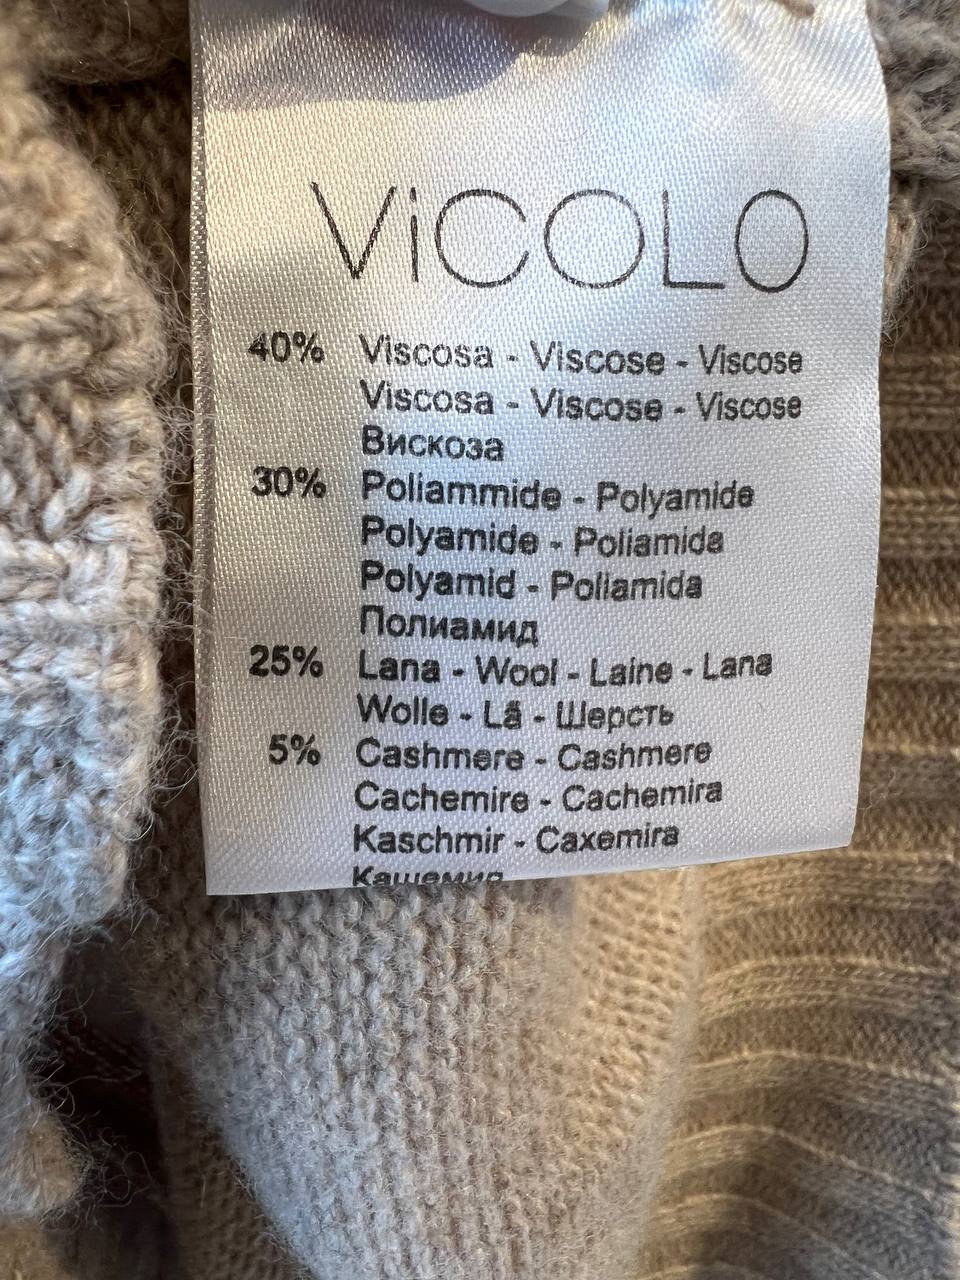 ViCOLO
40% Viscosa - Viscose - Viscose
Viscosa - Viscose - Viscose
Вискоза
30% Poliammide - Polyamide
Polyamide - Poliamida
Polyamid - Poliamida
Полиамид
25% Lana - Wool - Laine - Lana
Wolle - Lã - Шерсть
5% Cashmere - Cashmere
Cachemire - Cachemira
Kaschmir - Caxemira
Кашемир